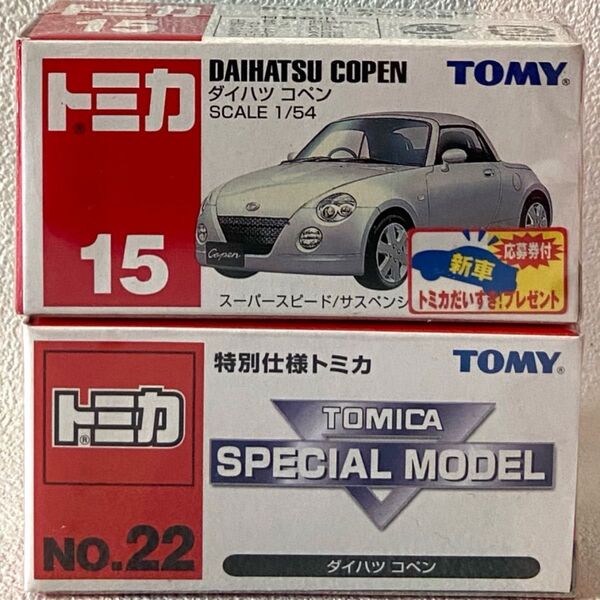 15
トミカ
DAIHATSU COPEN
TOMY
ダイハツ コペン
SCALE 1/54
15
Copen
スーパースピード/サスペンシ
新車
応募券付
トミカだいすき!プレゼント
特別仕様トミカ
TOMY
トミカ
TOMICA
SPECIAL MODEL
NO.22
ダイハツ コペン